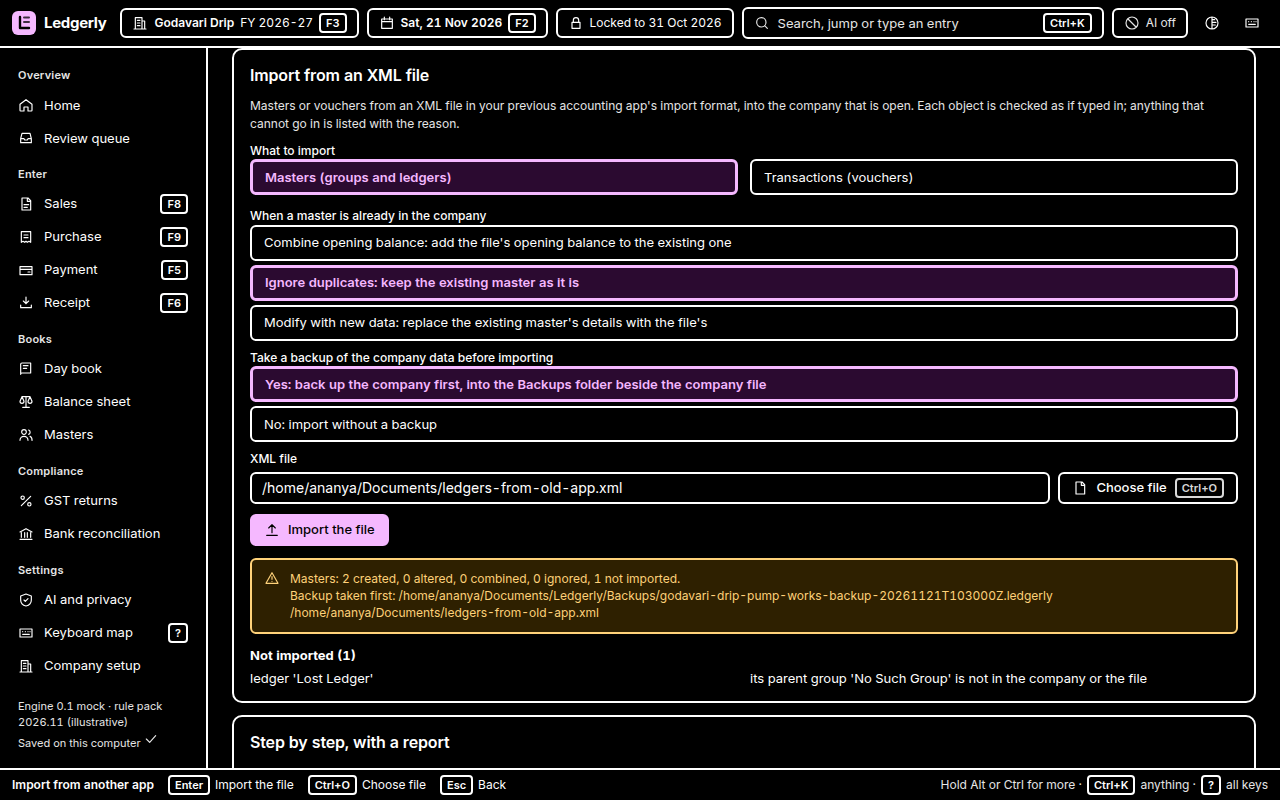 Ledgerly
Godavari Drip FY 2026-27 F3
Sat, 21 Nov 2026 F2
Locked to 31 Oct 2026
Search, jump or type an entry Ctrl+K
AI off
Overview
Home
Review queue
Enter
Sales F8
Purchase F9
Payment F5
Receipt F6
Books
Day book
Balance sheet
Masters
Compliance
GST returns
Bank reconciliation
Settings
AI and privacy
Keyboard map ?
Company setup
Engine 0.1 mock · rule pack
2026.11 (illustrative)
Saved on this computer
Import from an XML file
Masters or vouchers from an XML file in your previous accounting app's import format, into the company that is open. Each object is checked as if typed in; anything that
cannot go in is listed with the reason.
What to import
Masters (groups and ledgers)
Transactions (vouchers)
When a master is already in the company
Combine opening balance: add the file's opening balance to the existing one
Ignore duplicates: keep the existing master as it is
Modify with new data: replace the existing master's details with the file's
Take a backup of the company data before importing
Yes: back up the company first, into the Backups folder beside the company file
No: import without a backup
XML file
/home/ananya/Documents/ledgers-from-old-app.xml
Choose file Ctrl+O
Import the file
Masters: 2 created, 0 altered, 0 combined, 0 ignored, 1 not imported.
Backup taken first: /home/ananya/Documents/Ledgerly/Backups/godavari-drip-pump-works-backup-20261121T103000Z.ledgerly
/home/ananya/Documents/ledgers-from-old-app.xml
Not imported (1)
ledger 'Lost Ledger' its parent group 'No Such Group' is not in the company or the file
Step by step, with a report
Import from another app Enter Import the file Ctrl+O Choose file Esc Back
Hold Alt or Ctrl for more · Ctrl+K anything · ? all keys